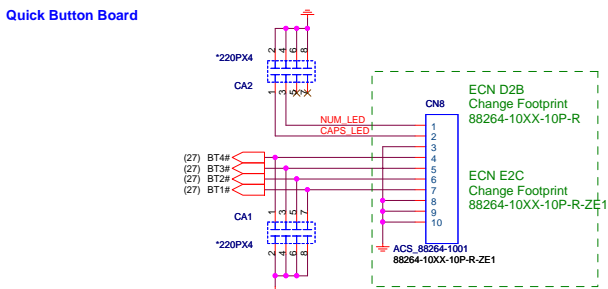 Quick Button Board
2 4 6 8
*220PX4
CA2
1 3 5 7
ECN D2B
Change Footprint
88264-10XX-10P-R
CN8
NUM_LED
CAPS_LED
1
2
3
4
5
6
7
8
9
10
(27) BT4#
(27) BT3#
(27) BT2#
(27) BT1#
ECN E2C
Change Footprint
88264-10XX-10P-R-ZE1
1 3 5 7
CA1
*220PX4
2 4 6 8
ACS_88264-1001
88264-10XX-10P-R-ZE1